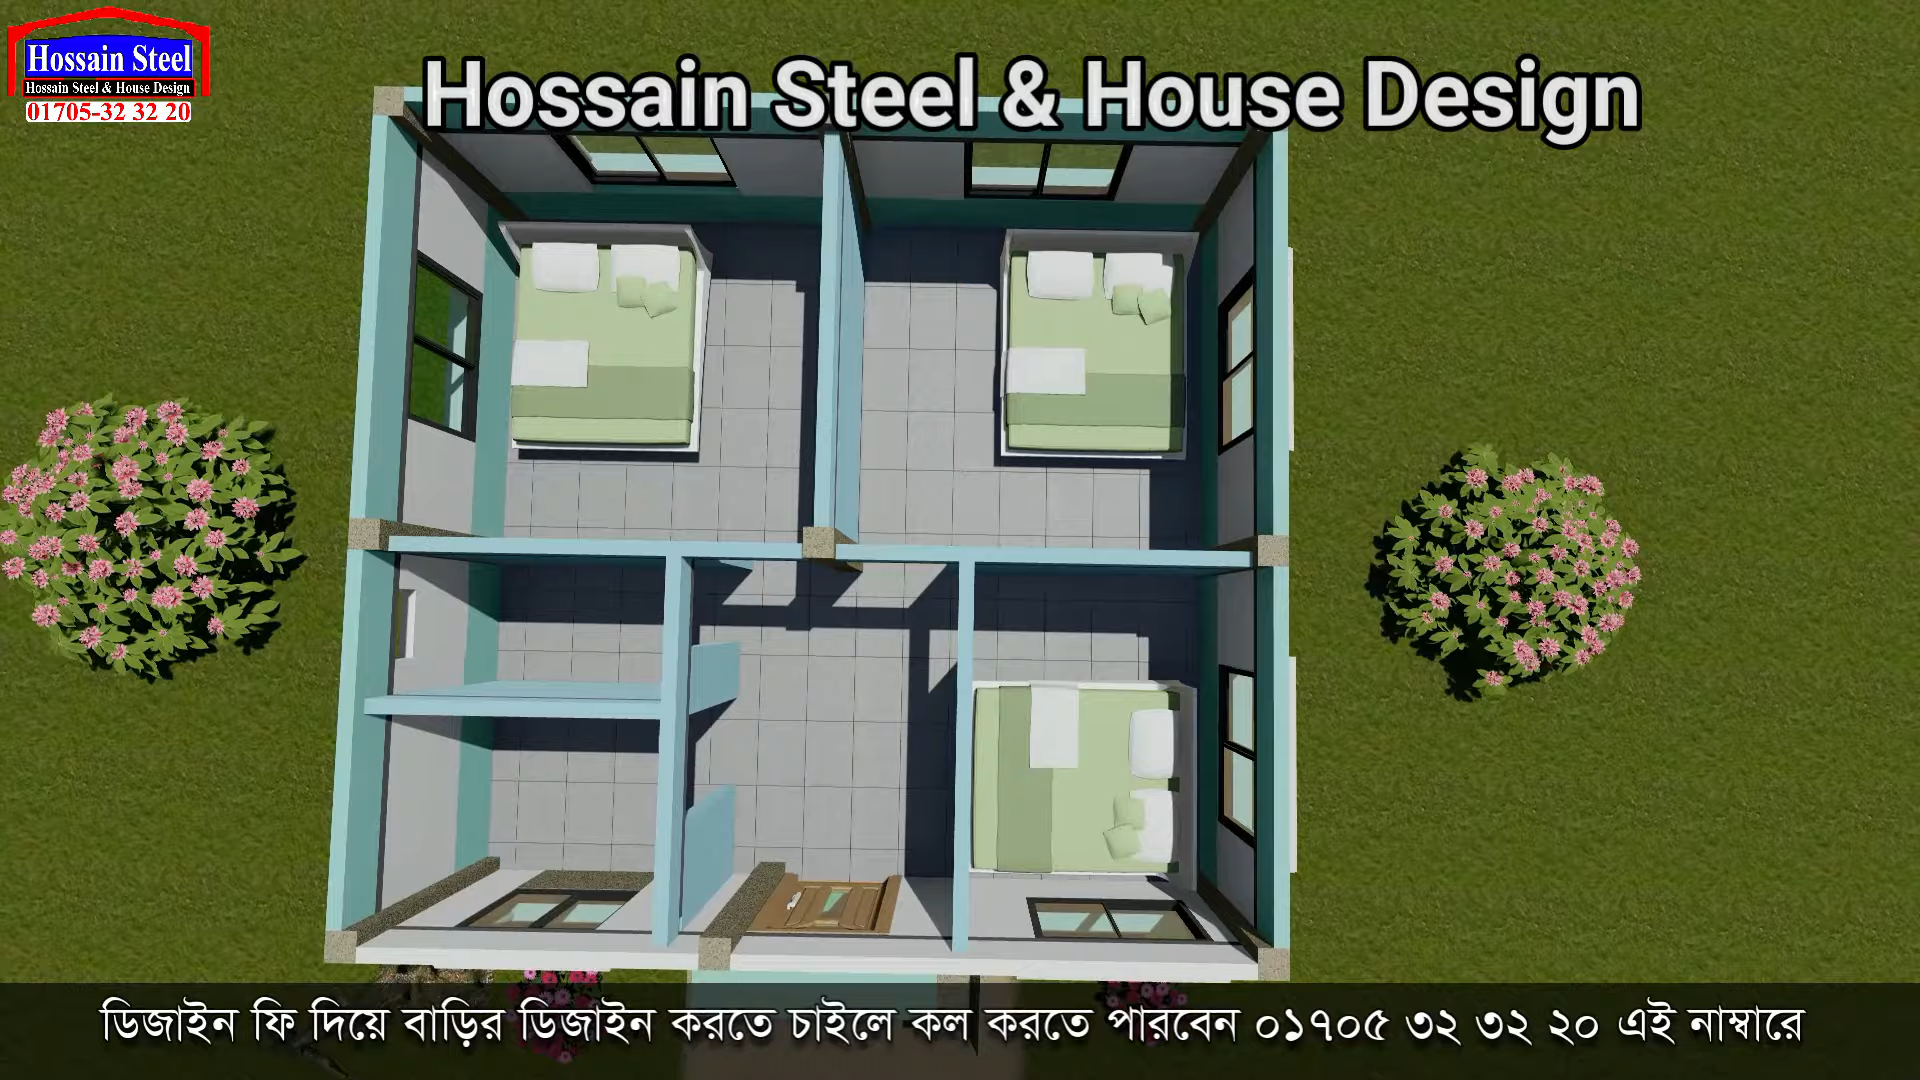 Hossain Steel
Hossain Steel & House Design
01705-32 32 20
Hossain Steel & House Design
ডিজাইন ফি দিয়ে বাড়ির ডিজাইন করতে চাইলে কল করতে পারবেন ০১৭০৫ ৩২ ৩২ ২০ এই নাম্বারে